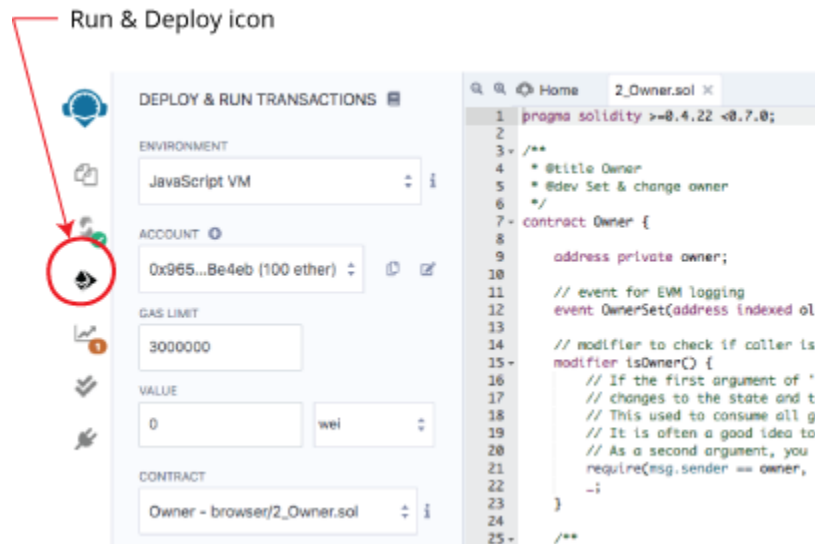 Run & Deploy icon
DEPLOY & RUN TRANSACTIONS
ENVIRONMENT
JavaScript VM
i
ACCOUNT
0x965...Be4eb (100 ether)
GAS LIMIT
3000000
VALUE
0
wei
CONTRACT
Owner - browser/2_Owner.sol
i
1
Home
2_Owner.sol ×
1 pragma solidity >=0.4.22 <0.7.0;
2
3 /**
4 * @title Owner
5 * @dev Set & change owner
6 */
7 contract Owner {
8
9 address private owner;
10
11 // event for EVM logging
12 event OwnerSet(address indexed ol
13
14 // modifier to check if caller is
15 modifier isOwner() {
16 // If the first argument of '
17 // changes to the state and t
18 // This used to consume all g
19 // It is often a good idea to
20 // As a second argument, you
21 require(msg.sender == owner,
22 _;
23 }
24
25 /**